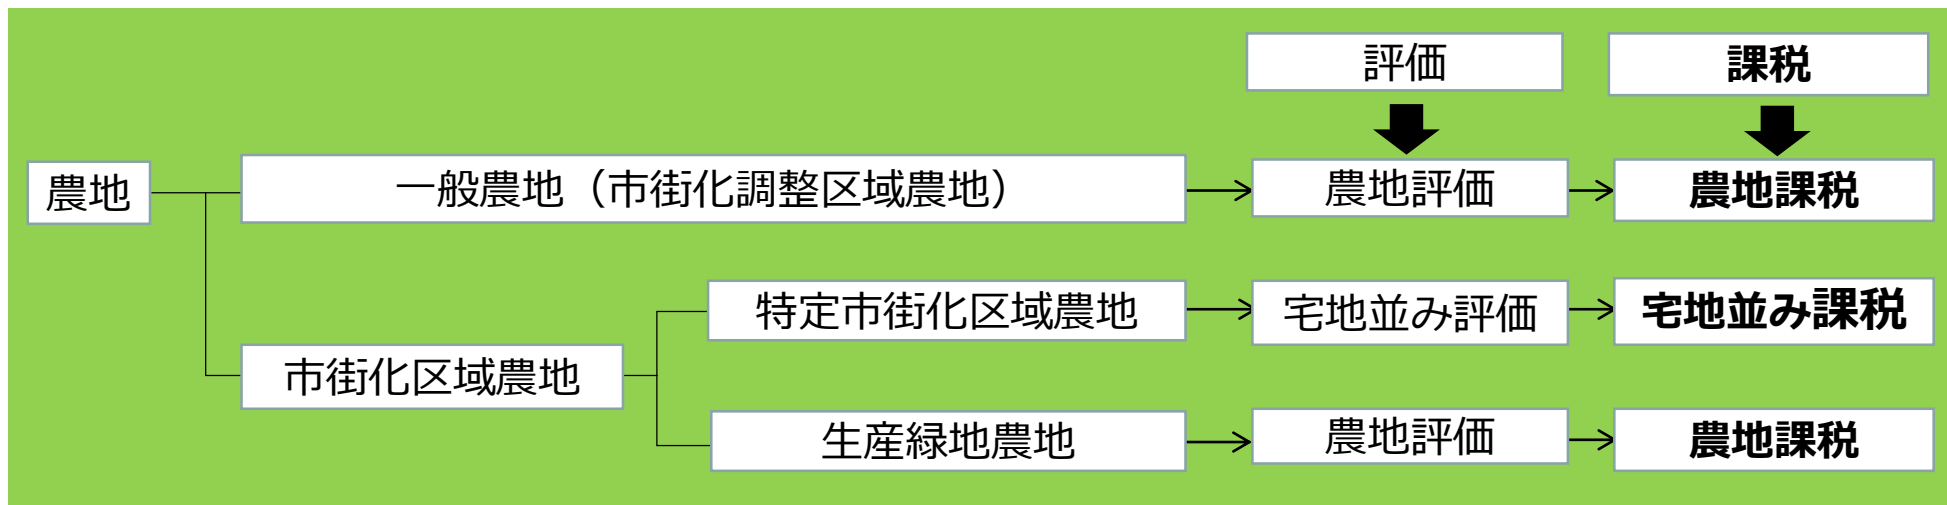 評価
課税
農地
一般農地（市街化調整区域農地）
農地評価
農地課税
特定市街化区域農地
宅地並み評価
宅地並み課税
市街化区域農地
生産緑地農地
農地評価
農地課税